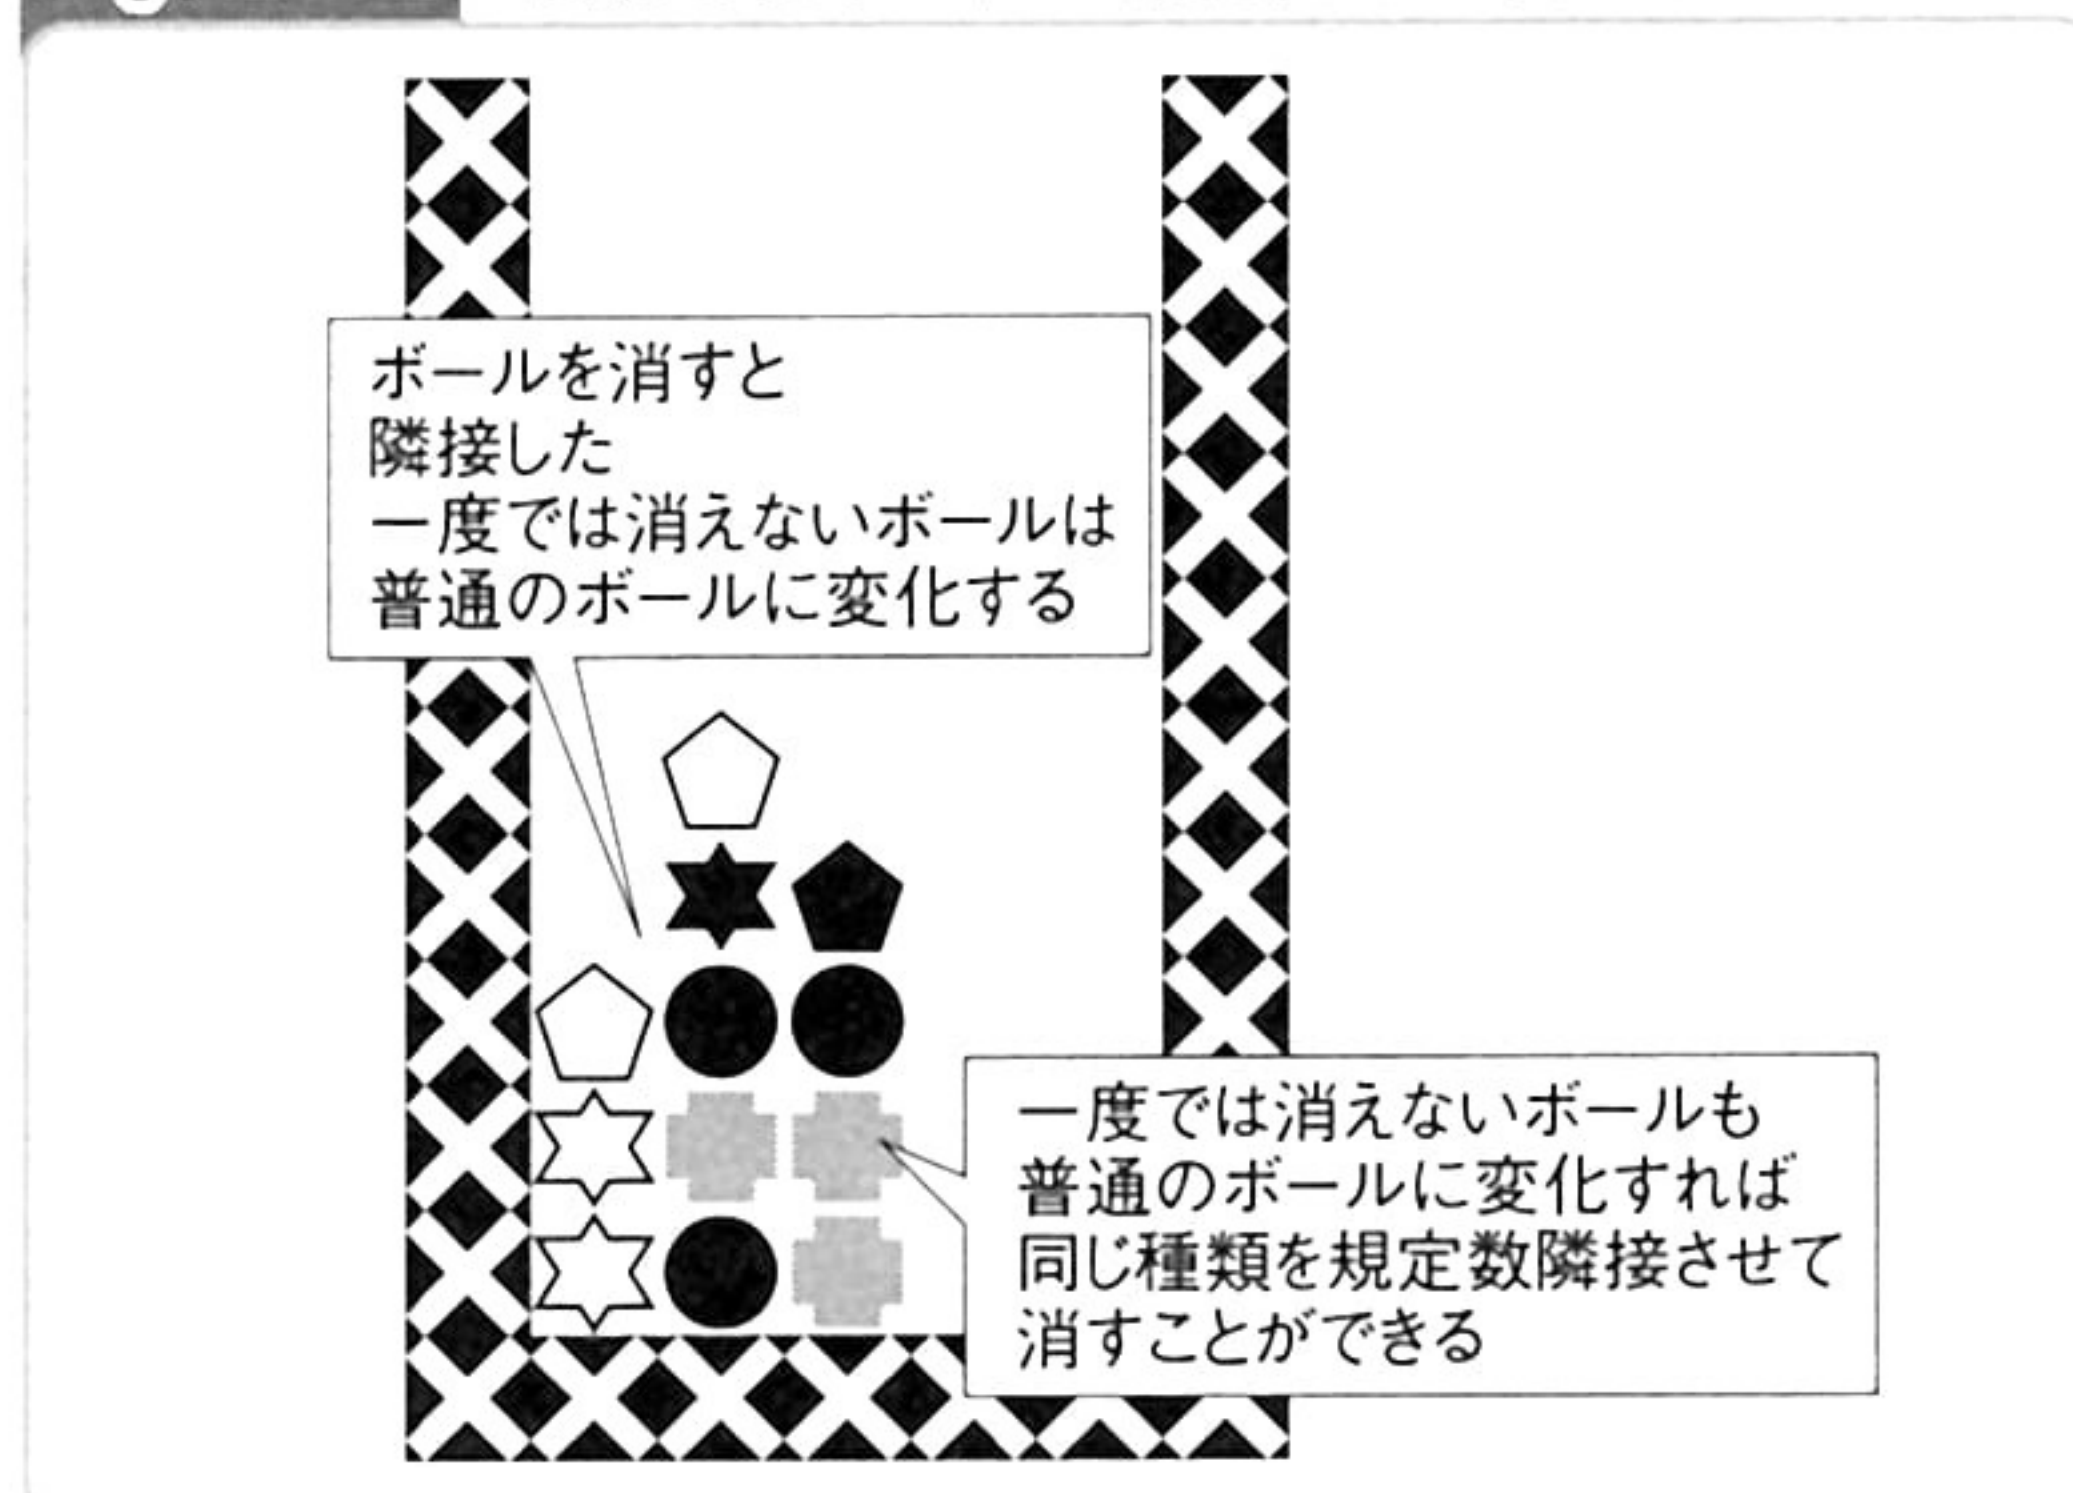 ボールを消すと
隣接した
一度では消えないボールは
普通のボールに変化する
一度では消えないボールも
普通のボールに変化すれば
同じ種類を規定数隣接させて
消すことができる